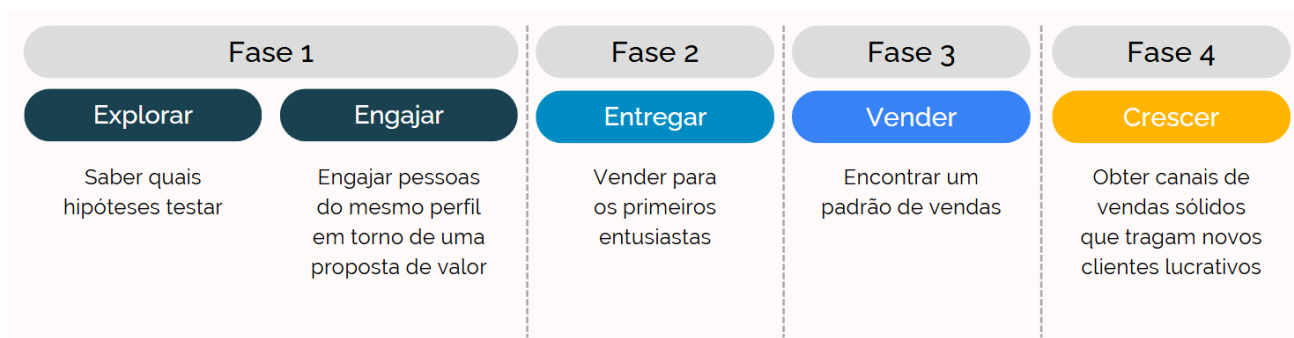 Fase 1
Explorar
Saber quais
hipóteses testar
Engajar
Engajar pessoas
do mesmo perfil
em torno de uma
proposta de valor
Fase 2
Entregar
Vender para
os primeiros
entusiastas
Fase 3
Vender
Encontrar um
padrão de vendas
Fase 4
Crescer
Obter canais de
vendas sólidos
que tragam novos
clientes lucrativos